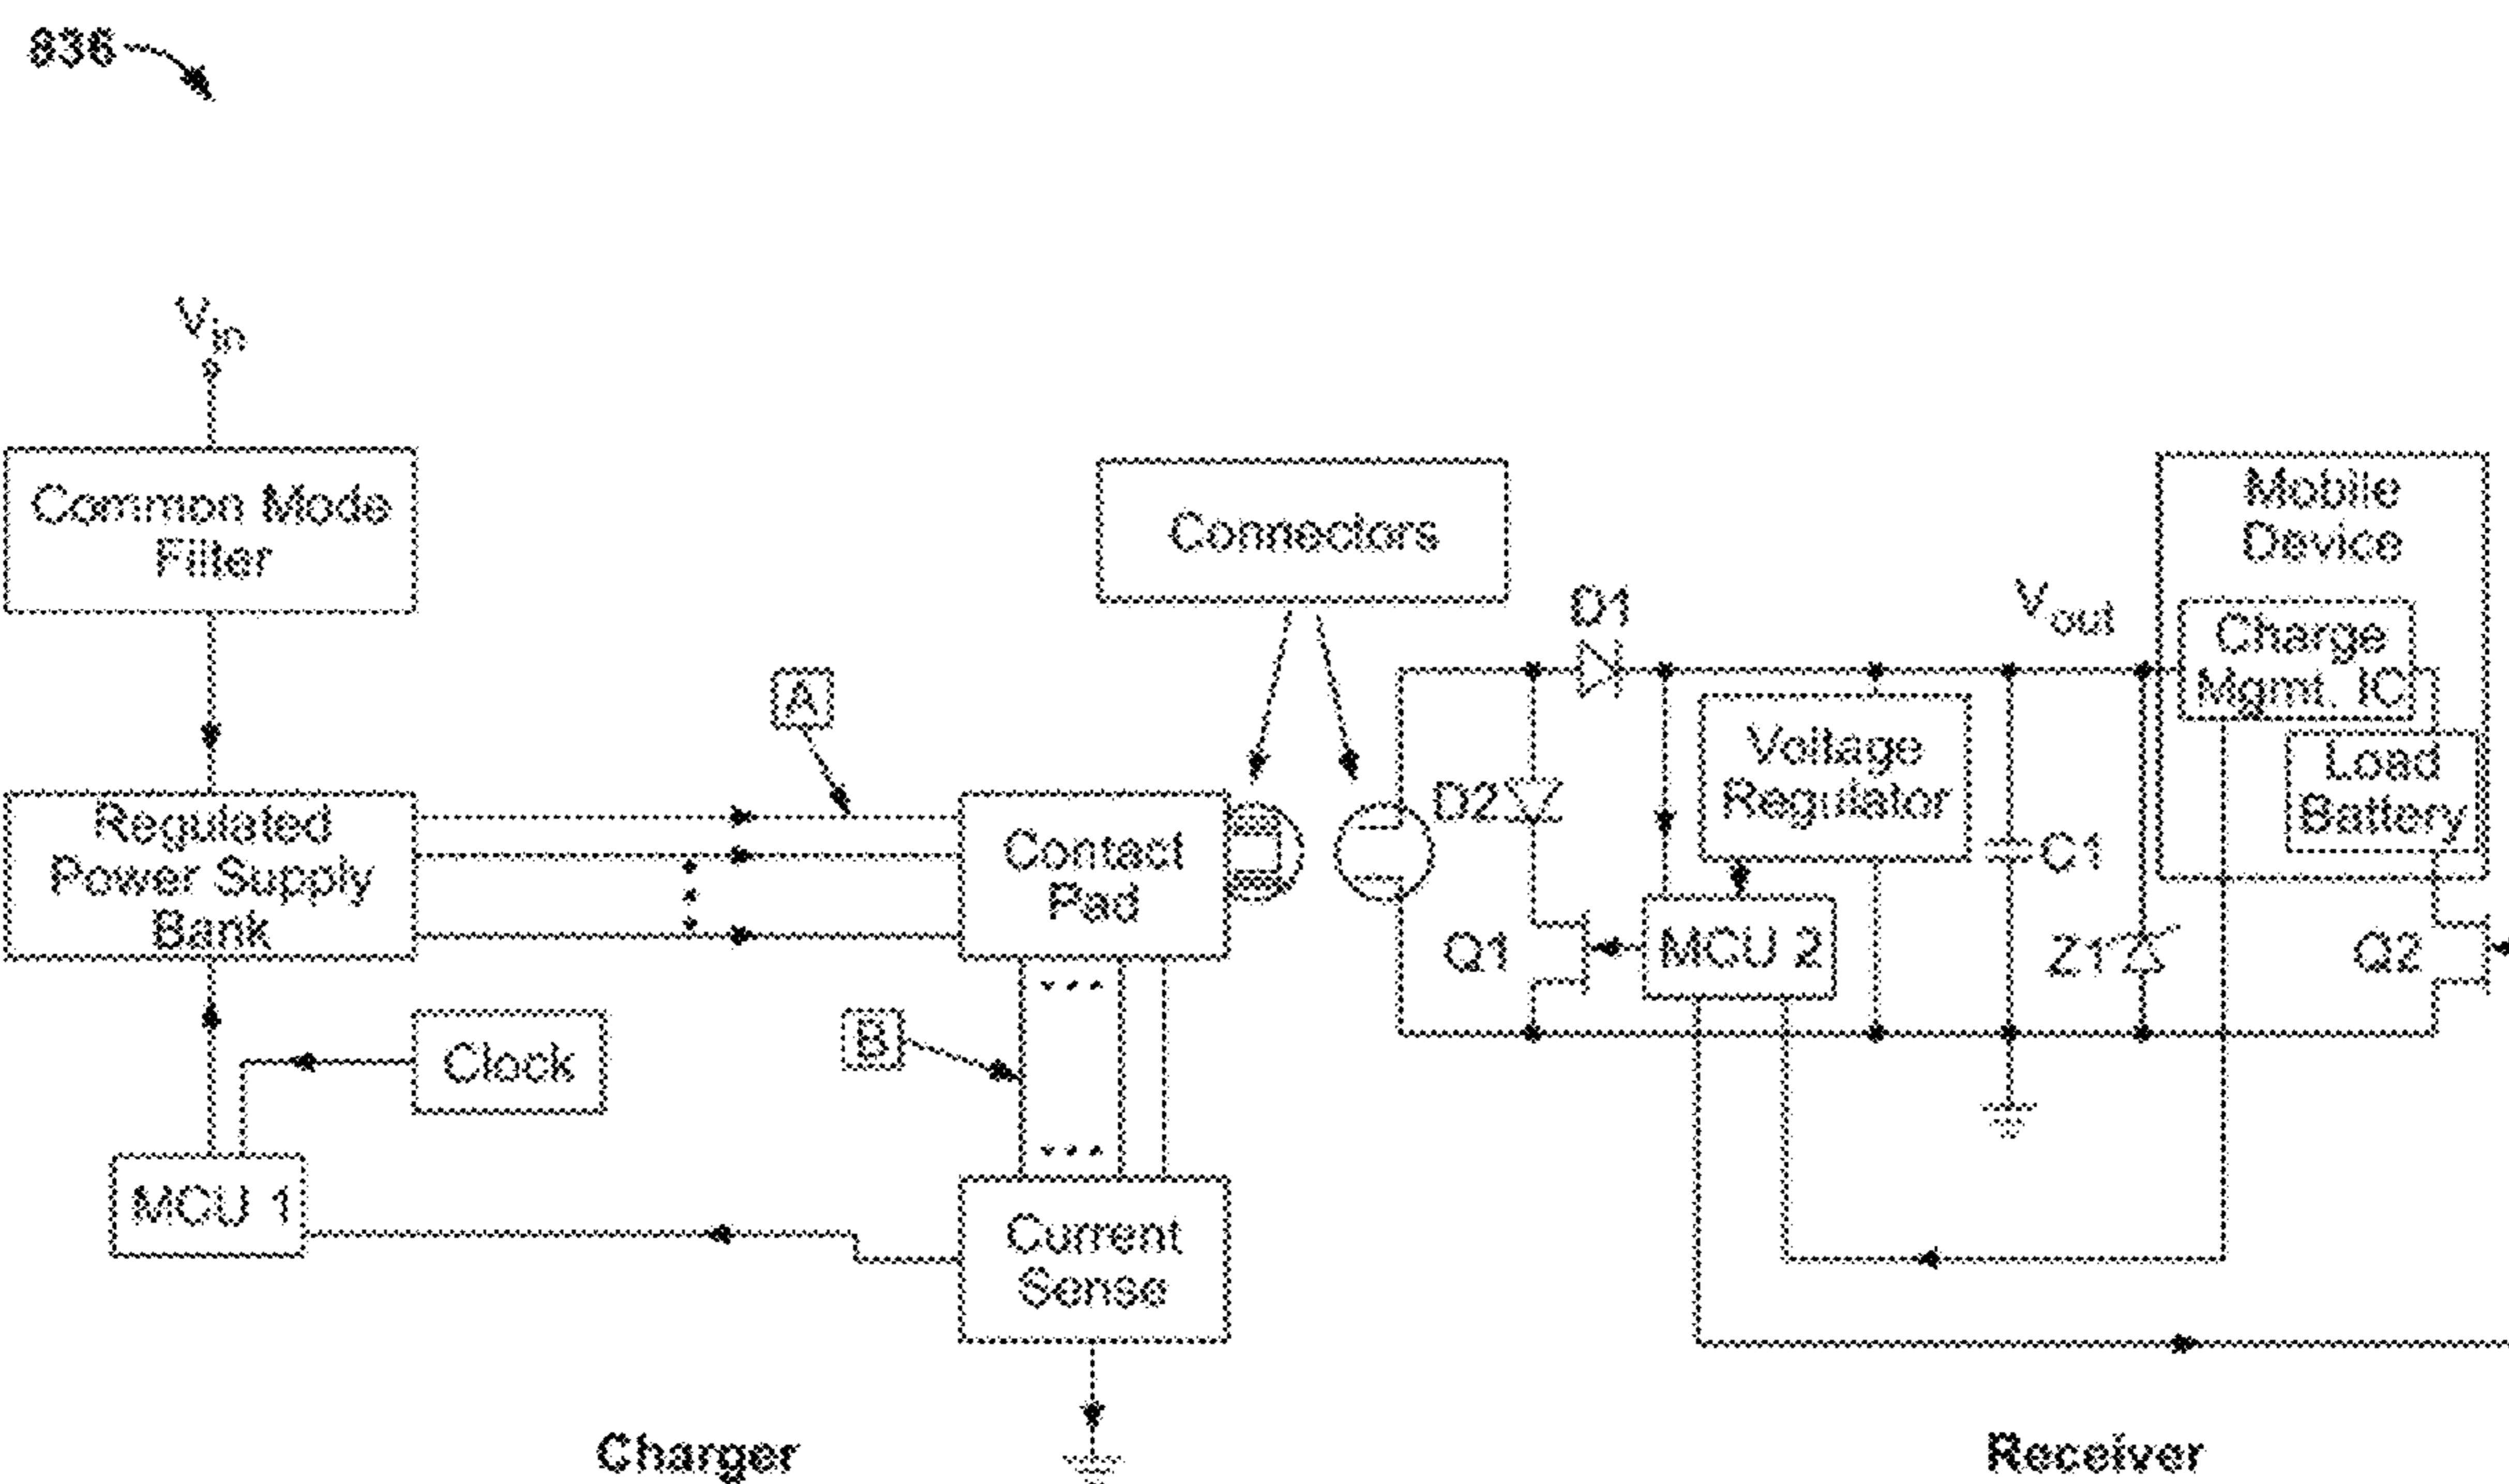 838
Vin
Common Mode
Filter
Connectors
Mobile
Device
D1
Vout
Charge
Mgmt. IC
A
Regulated
Power Supply
Bank
Contact
Pad
D2
Voltage
Regulator
C1
Load
Battery
Q1
MCU 2
Z1
Q2
...
B
Clock
...
MCU 1
Current
Sense
Charger
Receiver